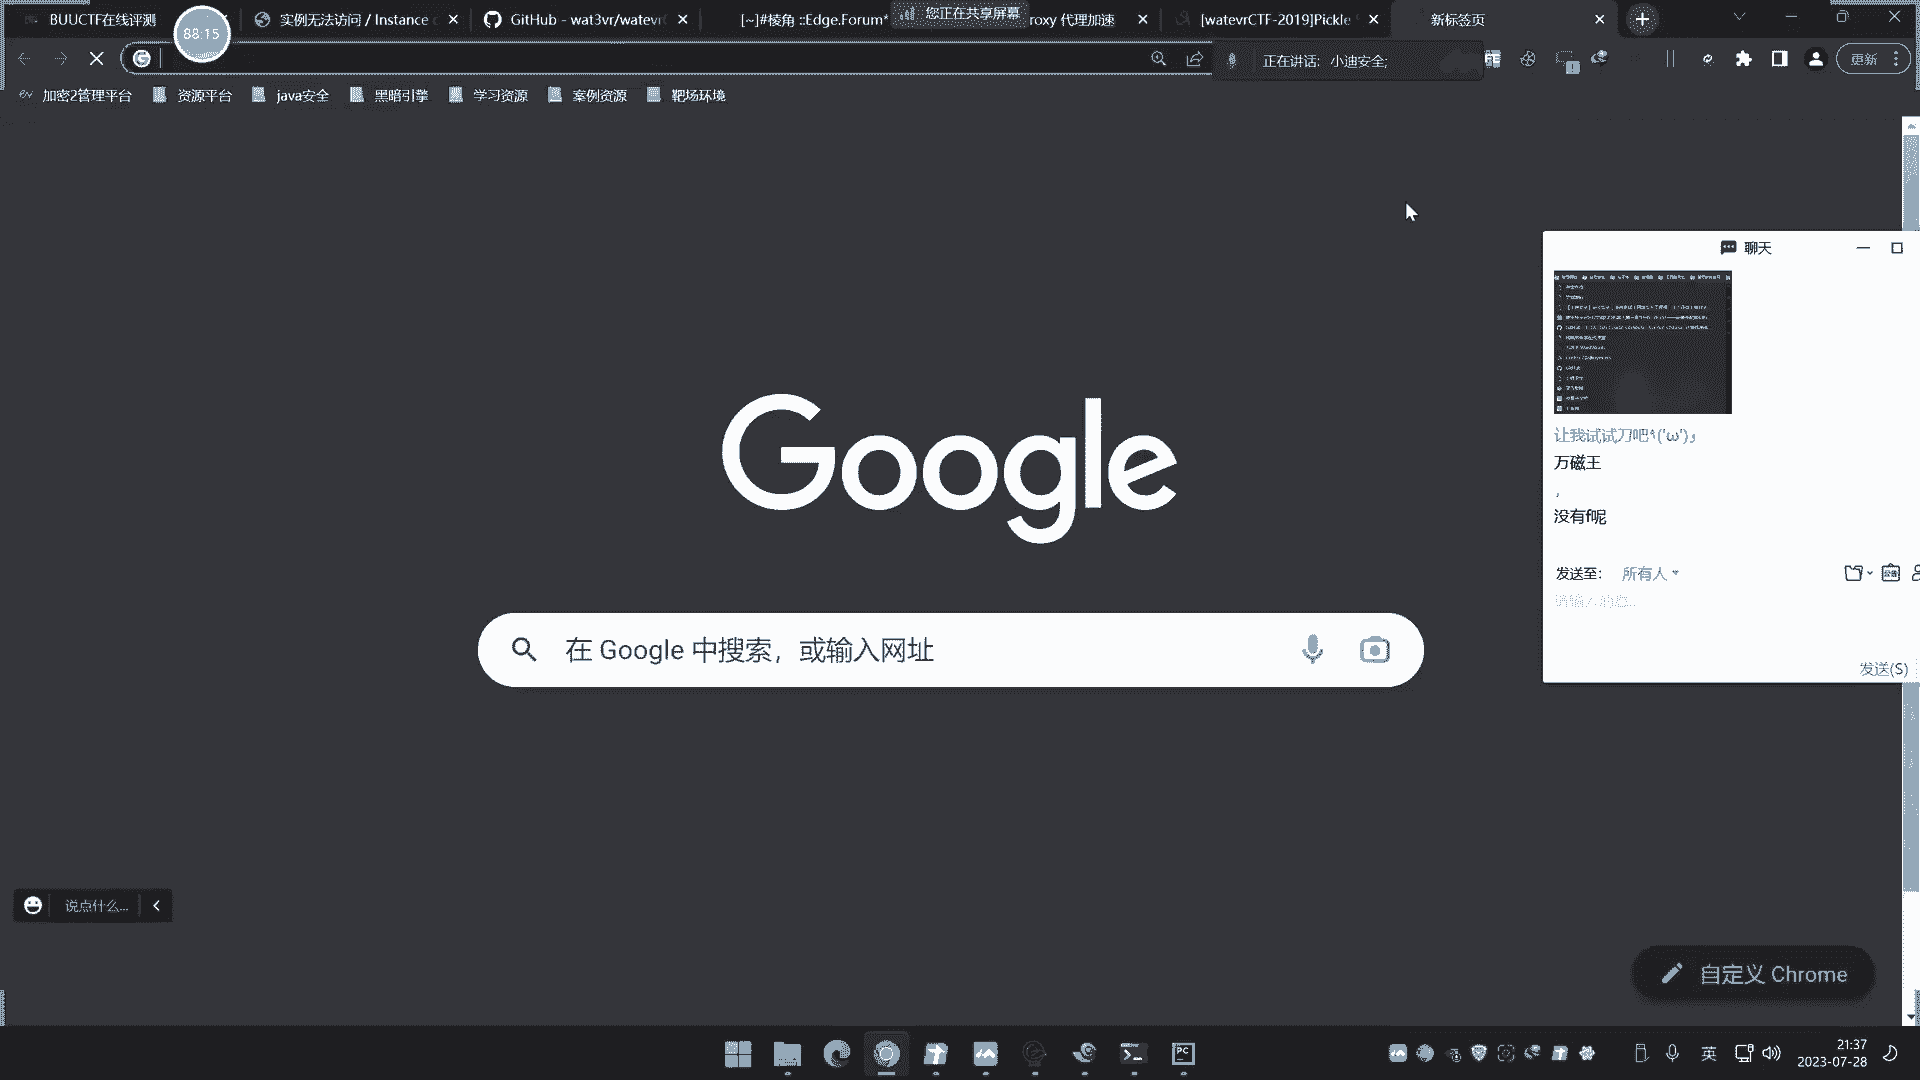 BUUCTF在线评测
实例无法访问 / Instance
GitHub - wat3vr/watevr
[~]#棱角 ::Edge.Forum*
您正在共享屏幕
roxy 代理加速
[watevrCTF-2019]Pickle
新标签页
88:15
正在讲话: 小迪安全;
更新
加密2管理平台
资源平台
java安全
黑暗引擎
学习资源
案例资源
靶场环境
聊天
让我试试刀吧
万磁王
,
没有f呢
发送至:
所有人
发送(S)
Google
在 Google 中搜索，或输入网址
说点什么...
自定义 Chrome
英
21:37
2023-07-28